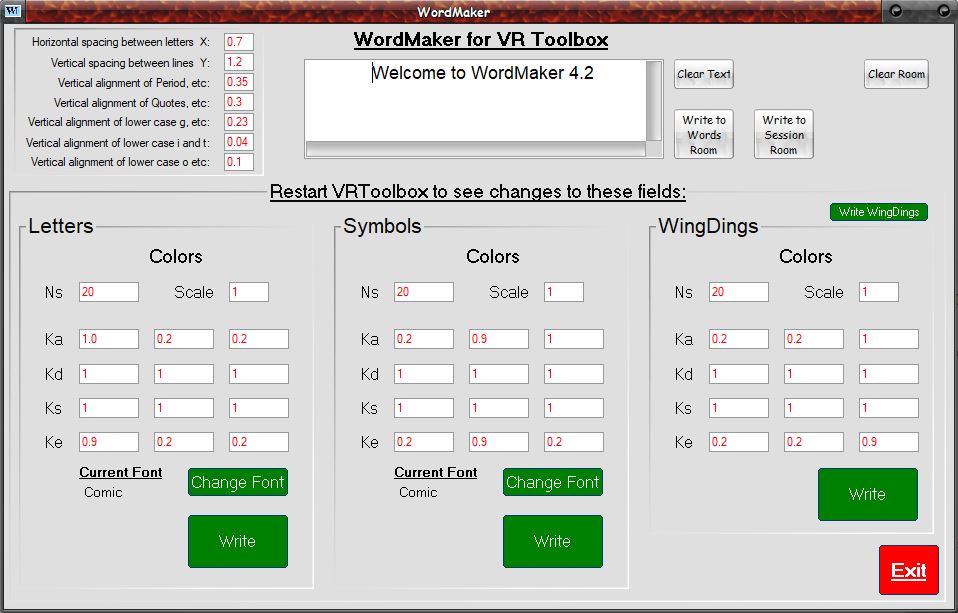 W WordMaker
Horizontal spacing between letters X: 0.7
Vertical spacing between lines Y: 1.2
Vertical alignment of Period, etc: 0.35
Vertical alignment of Quotes, etc: 0.3
Vertical alignment of lower case g, etc: 0.23
Vertical alignment of lower case i and t: 0.04
Vertical alignment of lower case o etc: 0.1
WordMaker for VR Toolbox
Welcome to WordMaker 4.2
Clear Text
Clear Room
Write to
Words
Room
Write to
Session
Room
Restart VRToolbox to see changes to these fields:
Write WingDings
Letters
Colors
Ns 20 Scale 1
Ka 1.0 0.2 0.2
Kd 1 1 1
Ks 1 1 1
Ke 0.9 0.2 0.2
Current Font
Comic
Change Font
Write
Symbols
Colors
Ns 20 Scale 1
Ka 0.2 0.9 1
Kd 1 1 1
Ks 1 1 1
Ke 0.2 0.9 0.2
Current Font
Comic
Change Font
Write
WingDings
Colors
Ns 20 Scale 1
Ka 0.2 0.2 1
Kd 1 1 1
Ks 1 1 1
Ke 0.2 0.2 0.9
Write
Exit